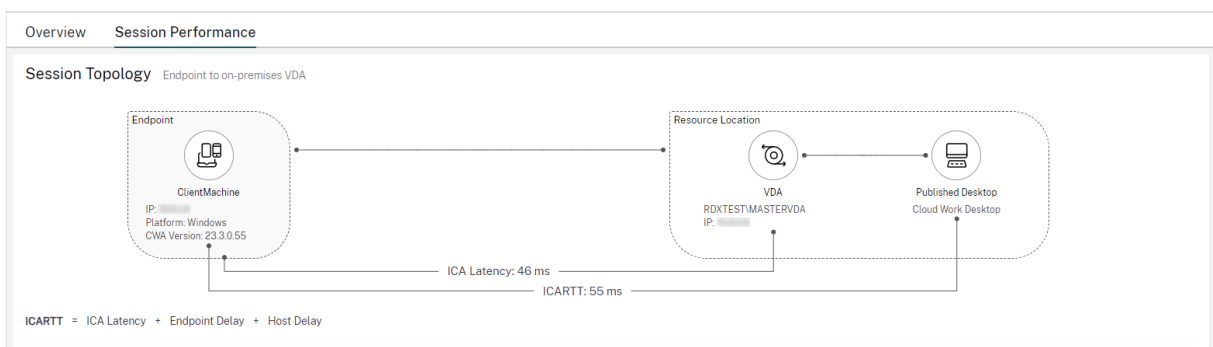 Overview Session Performance
Session Topology Endpoint to on-premises VDA
Endpoint
ClientMachine
IP:
Platform: Windows
CWA Version: 23.3.0.55
Resource Location
VDA
RDXTEST\MASTERVDA
IP:
Published Desktop
Cloud Work Desktop
ICA Latency: 46 ms
ICARTT: 55 ms
ICARTT = ICA Latency + Endpoint Delay + Host Delay